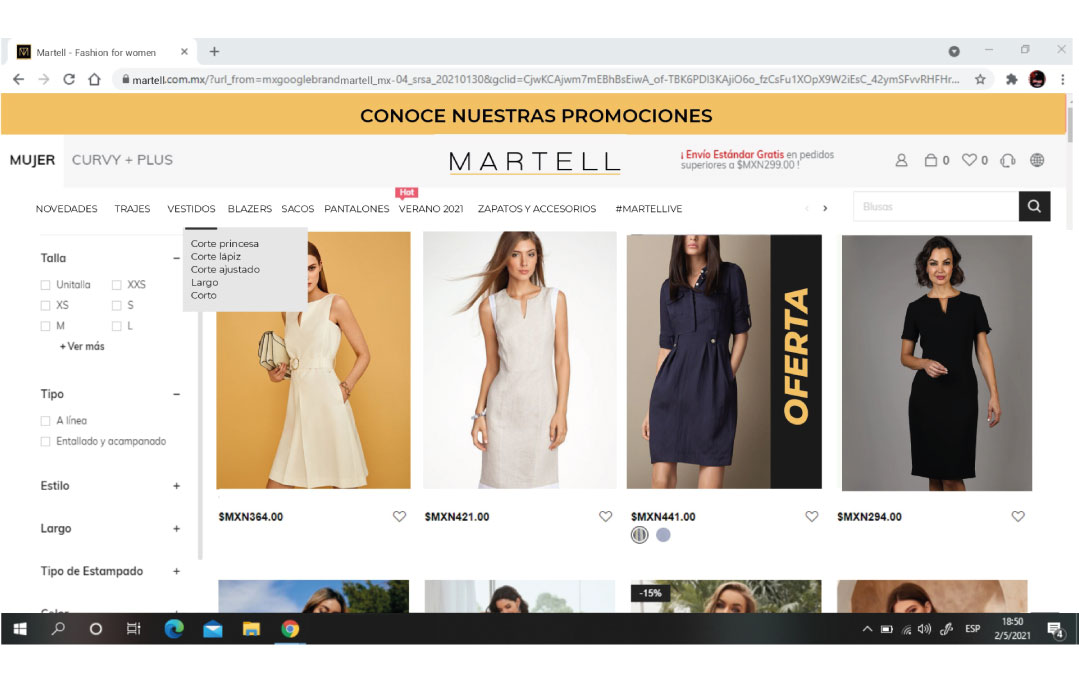 Martell - Fashion for women
martell.com.mx/?url_from=mxgooglebrandmartell_mx-04_srsa_20210130&gclid=CjwKCAjwm7mEBhBsEiwA_of-TBK6PDI3KAjiO6o_fzCsFu1XOpX9W2iEsC_42ymSFvvRHFHr...
CONOCE NUESTRAS PROMOCIONES
MUJER CURVY + PLUS
MARTELL
¡ Envío Estándar Gratis en pedidos
superiores a $MXN299.00 !
0 0
Hot
NOVEDADES TRAJES VESTIDOS BLAZERS SACOS PANTALONES VERANO 2021 ZAPATOS Y ACCESORIOS #MARTELLIVE
Blusas
Corte princesa
Corte lápiz
Corte ajustado
Largo
Corto
Talla
Unitalla XXS
XS S
M L
+ Ver más
Tipo
A línea
Entallado y acampanado
Estilo
Largo
Tipo de Estampado
Color
OFERTA
$MXN364.00 $MXN421.00 $MXN441.00 $MXN294.00
-15%
ESP
18:50
2/5/2021
4